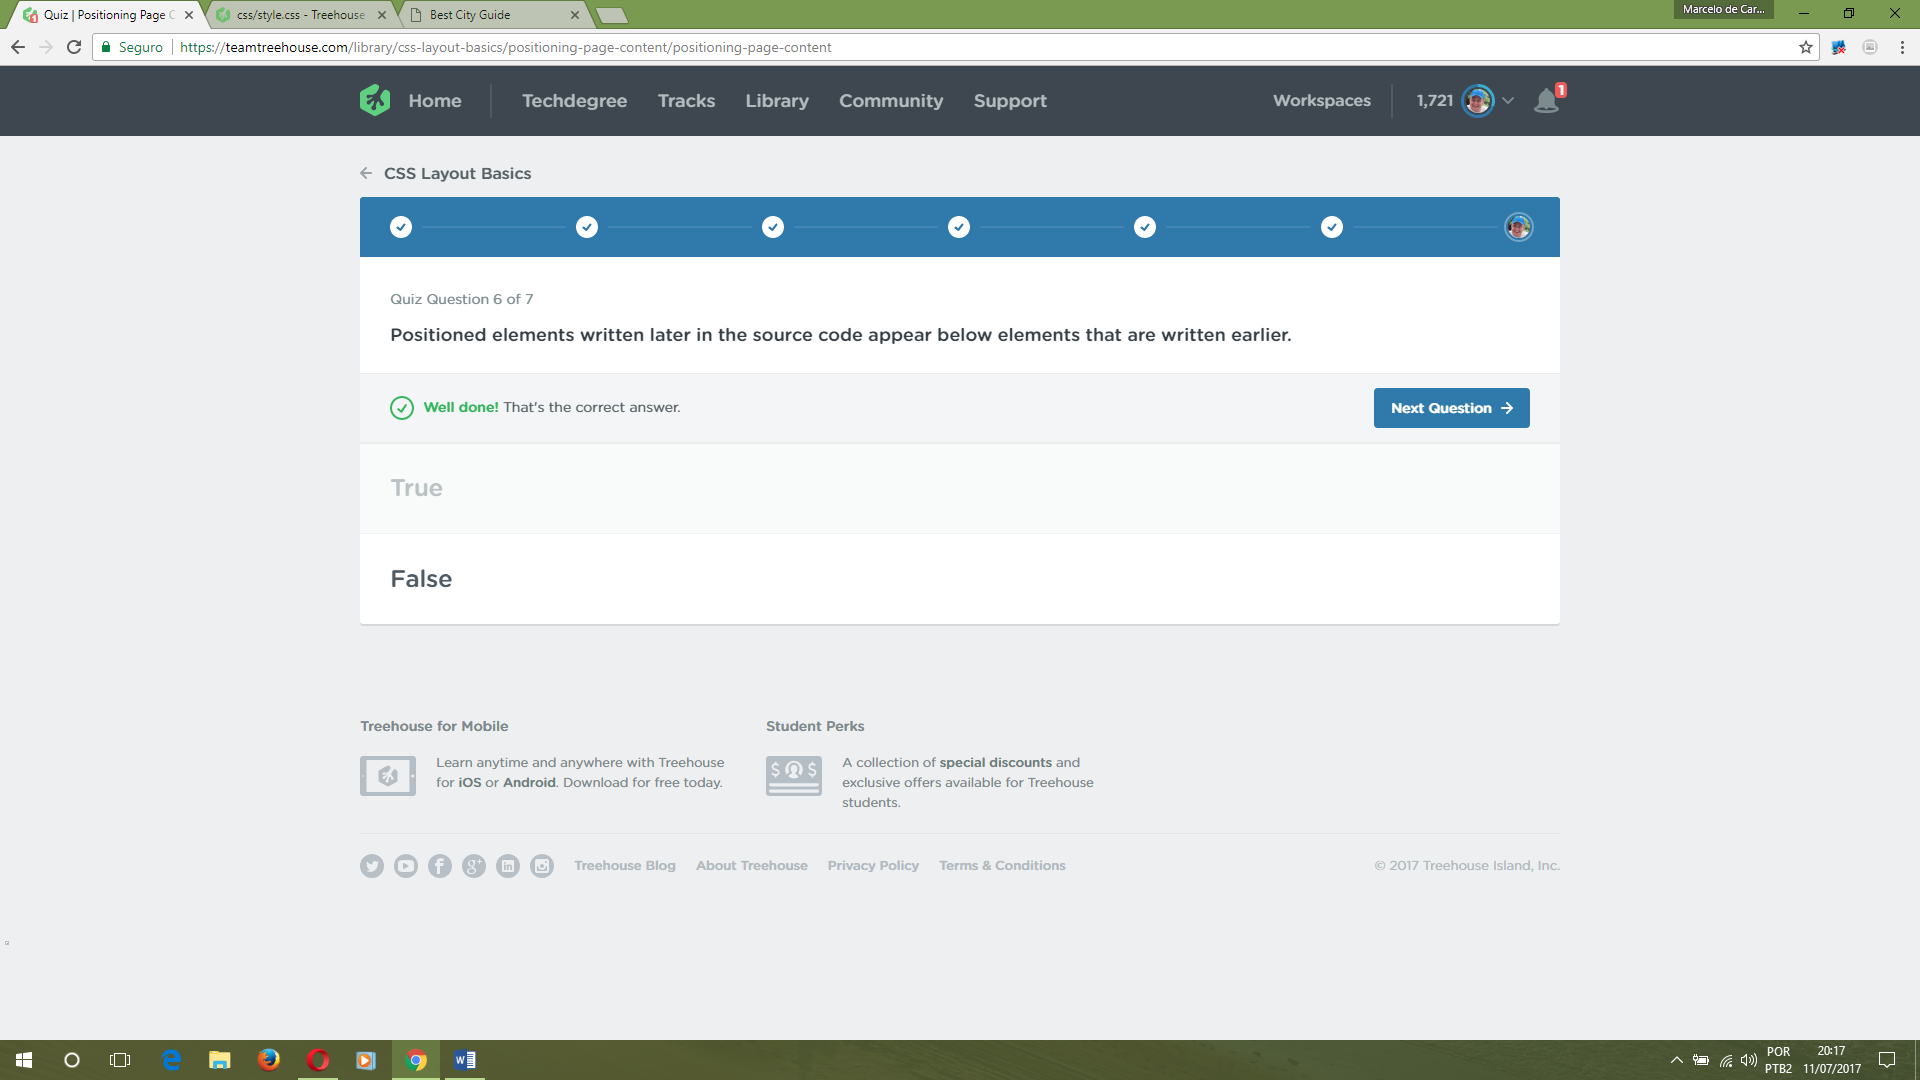 Quiz | Positioning Page C
css/style.css - Treehouse
Best City Guide
Marcelo de Car...
Seguro
https://teamtreehouse.com/library/css-layout-basics/positioning-page-content/positioning-page-content
Home
Techdegree
Tracks
Library
Community
Support
Workspaces
1,721
1
CSS Layout Basics
Quiz Question 6 of 7
Positioned elements written later in the source code appear below elements that are written earlier.
Well done! That's the correct answer.
Next Question
True
False
Treehouse for Mobile
Learn anytime and anywhere with Treehouse
for iOS or Android. Download for free today.
Student Perks
A collection of special discounts and
exclusive offers available for Treehouse
students.
Treehouse Blog
About Treehouse
Privacy Policy
Terms & Conditions
© 2017 Treehouse Island, Inc.
POR
PTB2
20:17
11/07/2017